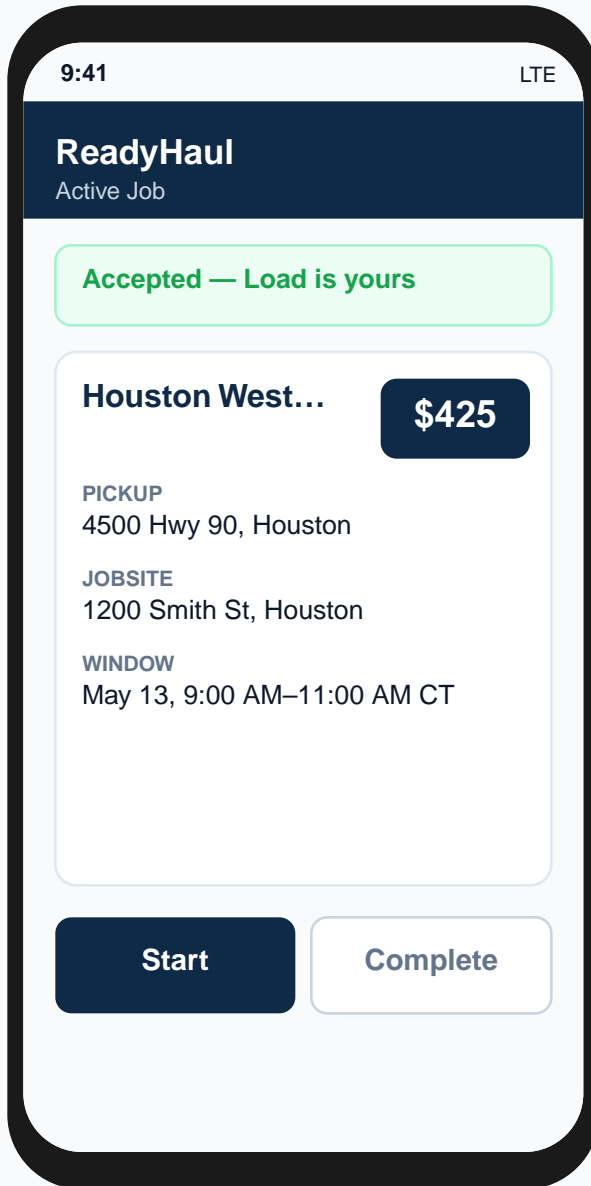 9:41
LTE
ReadyHaul
Active Job
Accepted — Load is yours
Houston West…
$425
PICKUP
4500 Hwy 90, Houston
JOBSITE
1200 Smith St, Houston
WINDOW
May 13, 9:00 AM–11:00 AM CT
Start
Complete